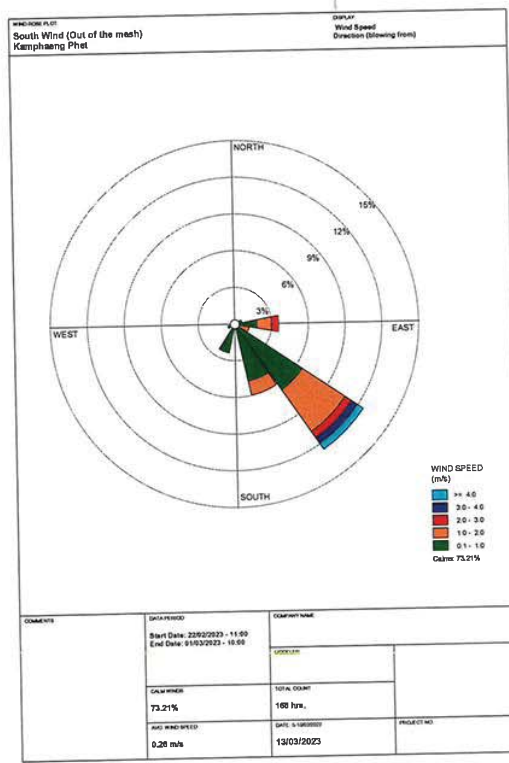 WIND ROSE PLOT
South Wind (Out of the mesh)
Kamphaeng Phet
DISPLAY
Wind Speed
Direction (blowing from)
NORTH
15%
12%
9%
6%
3%
WEST
EAST
SOUTH
WIND SPEED
(m/s)
>= 4.0
3.0 - 4.0
2.0 - 3.0
1.0 - 2.0
0.1 - 1.0
Calms: 73.21%
COMMENTS
DATA PERIOD
Start Date: 22/02/2023 - 11:00
End Date: 01/03/2023 - 10:00
COMPANY NAME
MODELER
CALM WINDS
73.21%
TOTAL COUNT
168 hrs.
AVG. WIND SPEED
0.26 m/s
DATE:
13/03/2023
PROJECT NO.